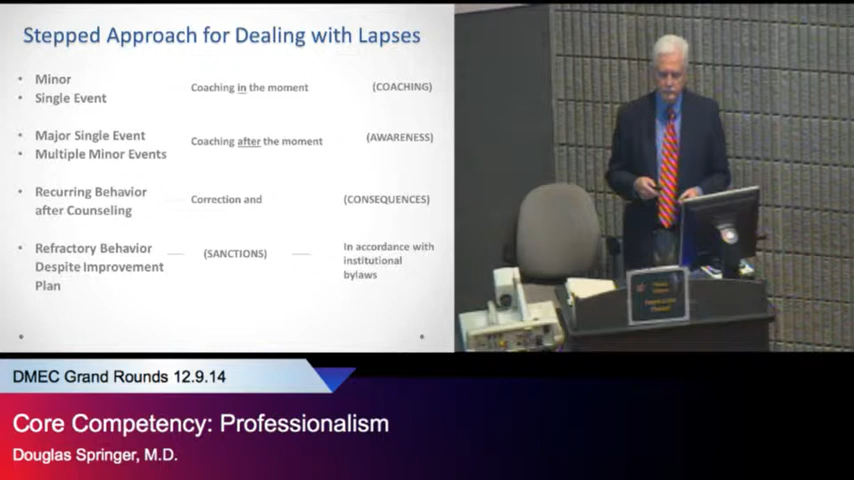 Stepped Approach for Dealing with Lapses
• Minor
• Single Event
Coaching in the moment
(COACHING)
• Major Single Event
• Multiple Minor Events
Coaching after the moment
(AWARENESS)
• Recurring Behavior
after Counseling
Correction and
(CONSEQUENCES)
• Refractory Behavior
Despite Improvement
Plan
(SANCTIONS)
In accordance with
institutional
bylaws
DMEC Grand Rounds 12.9.14
Core Competency: Professionalism
Douglas Springer, M.D.